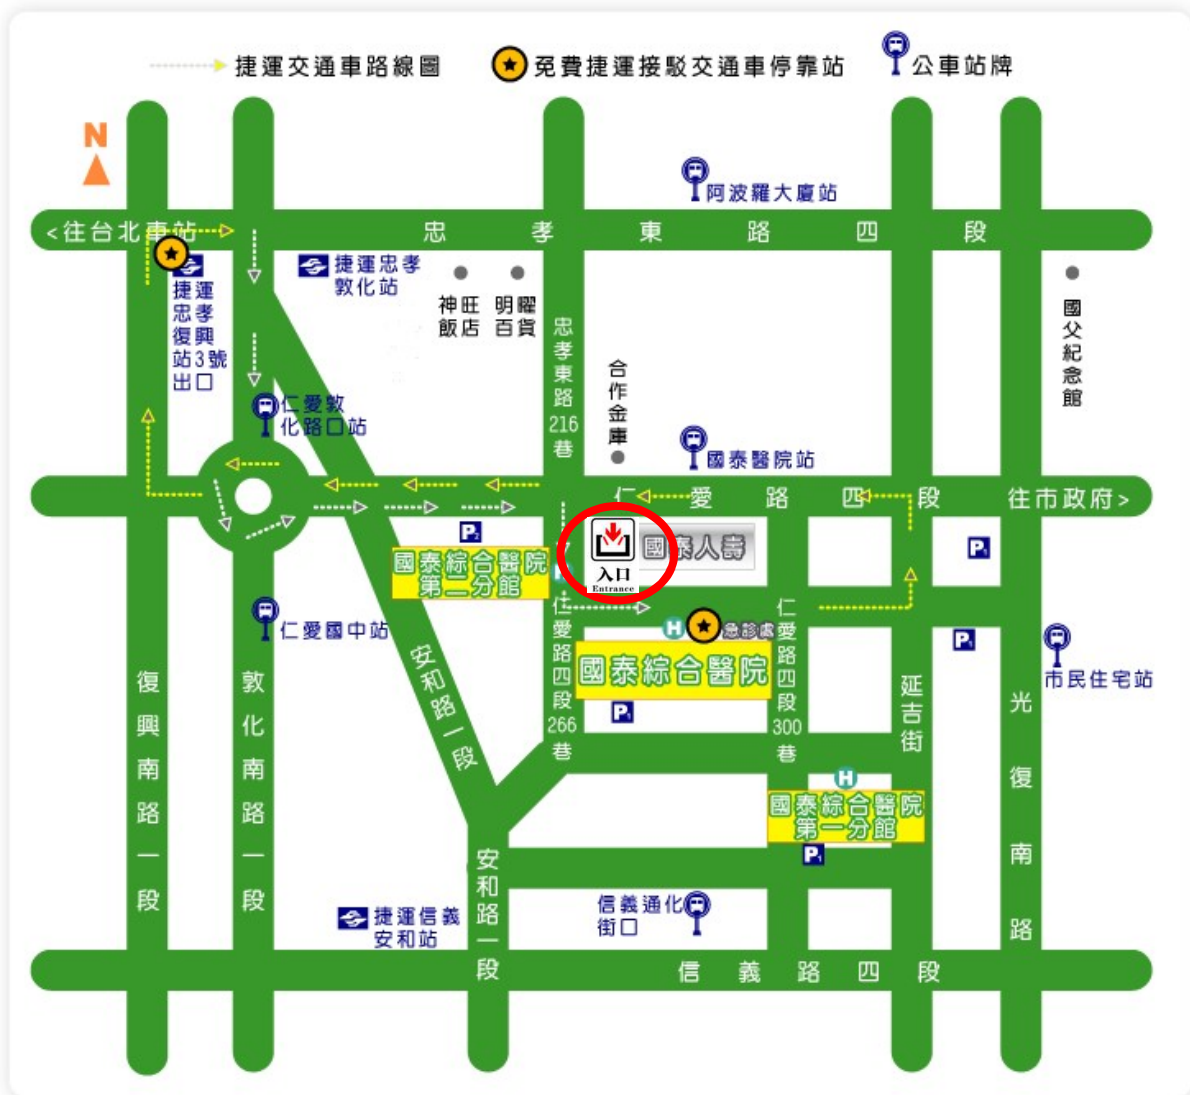 捷運交通車路線圖
免費捷運接駁交通車停靠站
公車站牌
N
阿波羅大廈站
<往台北車站
忠孝東路四段
捷運忠孝
敦化站
捷運
忠孝
復興
站3號
出口
神旺
飯店
明曜
百貨
忠孝東路216巷
合作金庫
國父紀念館
仁愛敦
化路口站
國泰醫院站
仁愛路四段
往市政府>
P2
國泰綜合醫院
第二分館
入口
Entrance
國泰人壽
P1
仁愛國中站
H
急診處
仁愛路四段266巷
國泰綜合醫院
P1
仁愛路四段300巷
P1
市民住宅站
安和路一段
復興南路一段
敦化南路一段
延吉街
光復南路
H
國泰綜合醫院
第一分館
P1
安和路一段
捷運信義
安和站
信義通化
街口
信義路四段